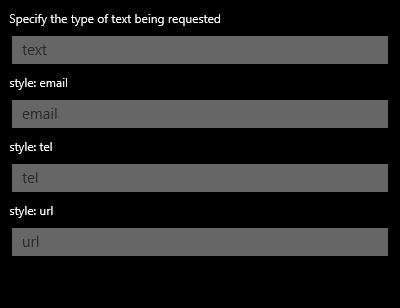 Specify the type of text being requested
text
style: email
email
style: tel
tel
style: url
url